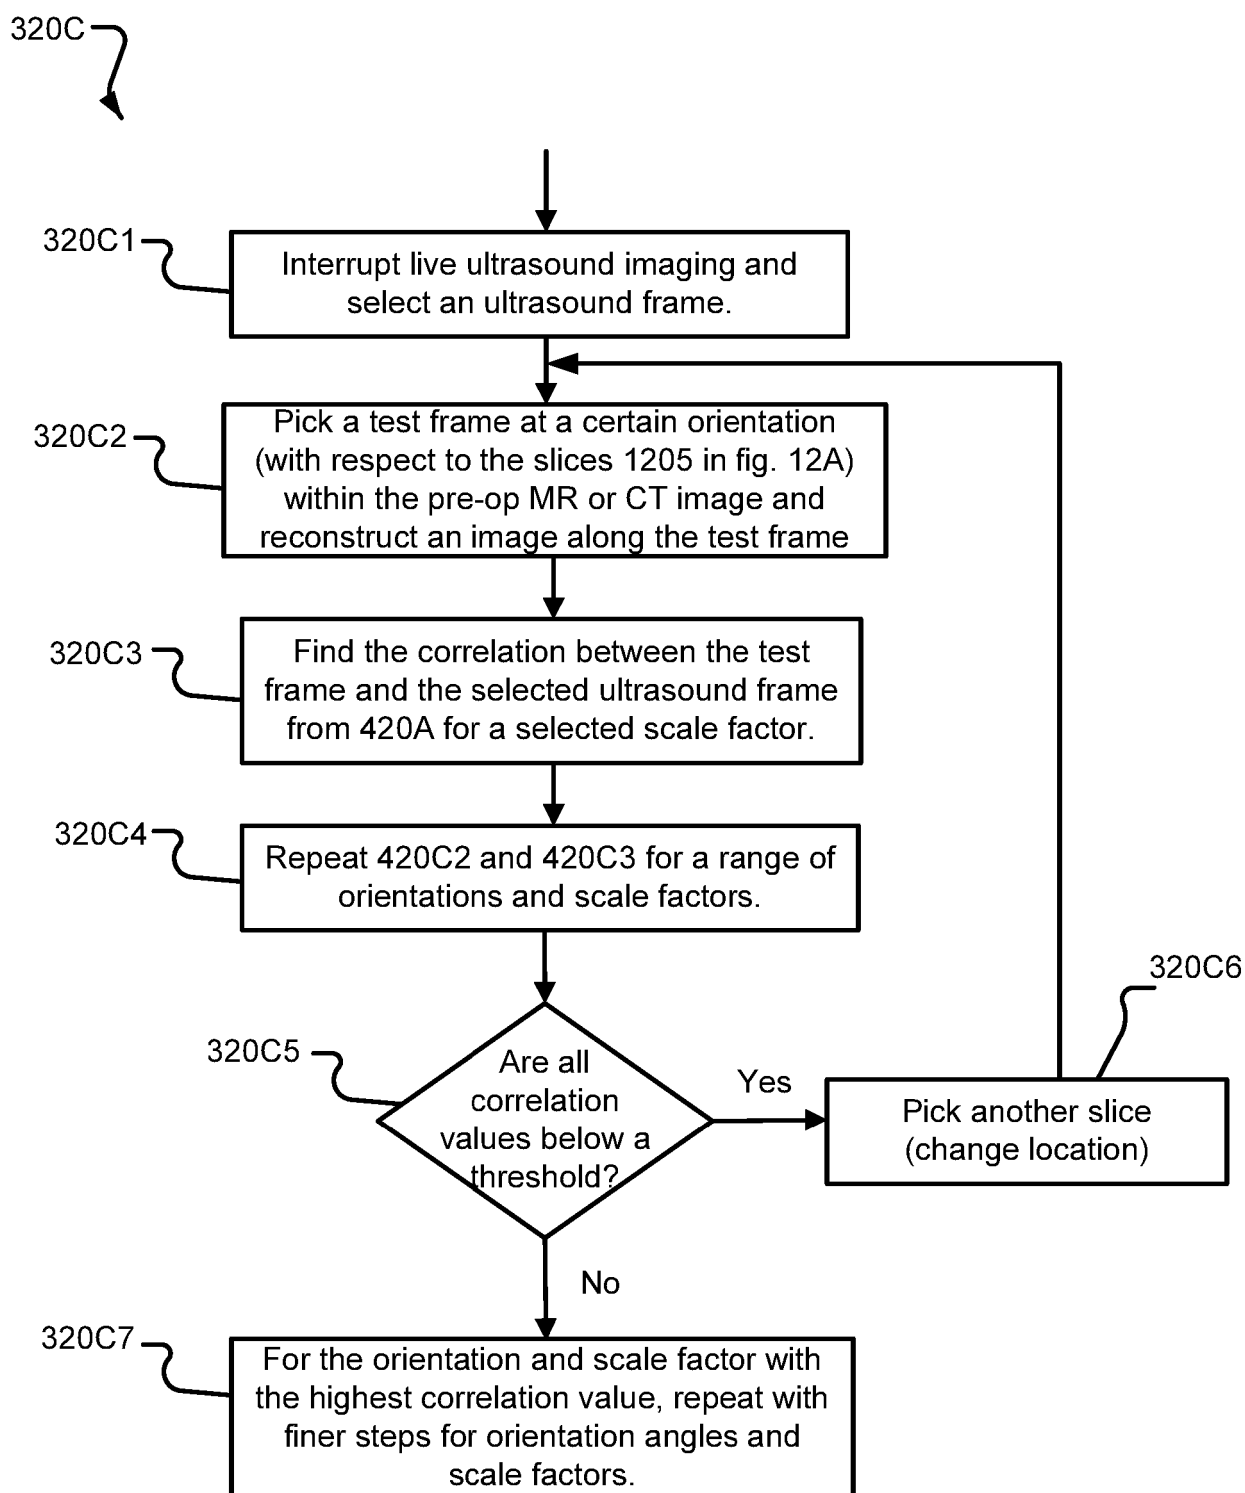 320C
320C1
Interrupt live ultrasound imaging and
select an ultrasound frame.
320C2
Pick a test frame at a certain orientation
(with respect to the slices 1205 in fig. 12A)
within the pre-op MR or CT image and
reconstruct an image along the test frame
320C3
Find the correlation between the test
frame and the selected ultrasound frame
from 420A for a selected scale factor.
320C4
Repeat 420C2 and 420C3 for a range of
orientations and scale factors.
320C5
Are all
correlation
values below a
threshold?
Yes
320C6
Pick another slice
(change location)
No
320C7
For the orientation and scale factor with
the highest correlation value, repeat with
finer steps for orientation angles and
scale factors.